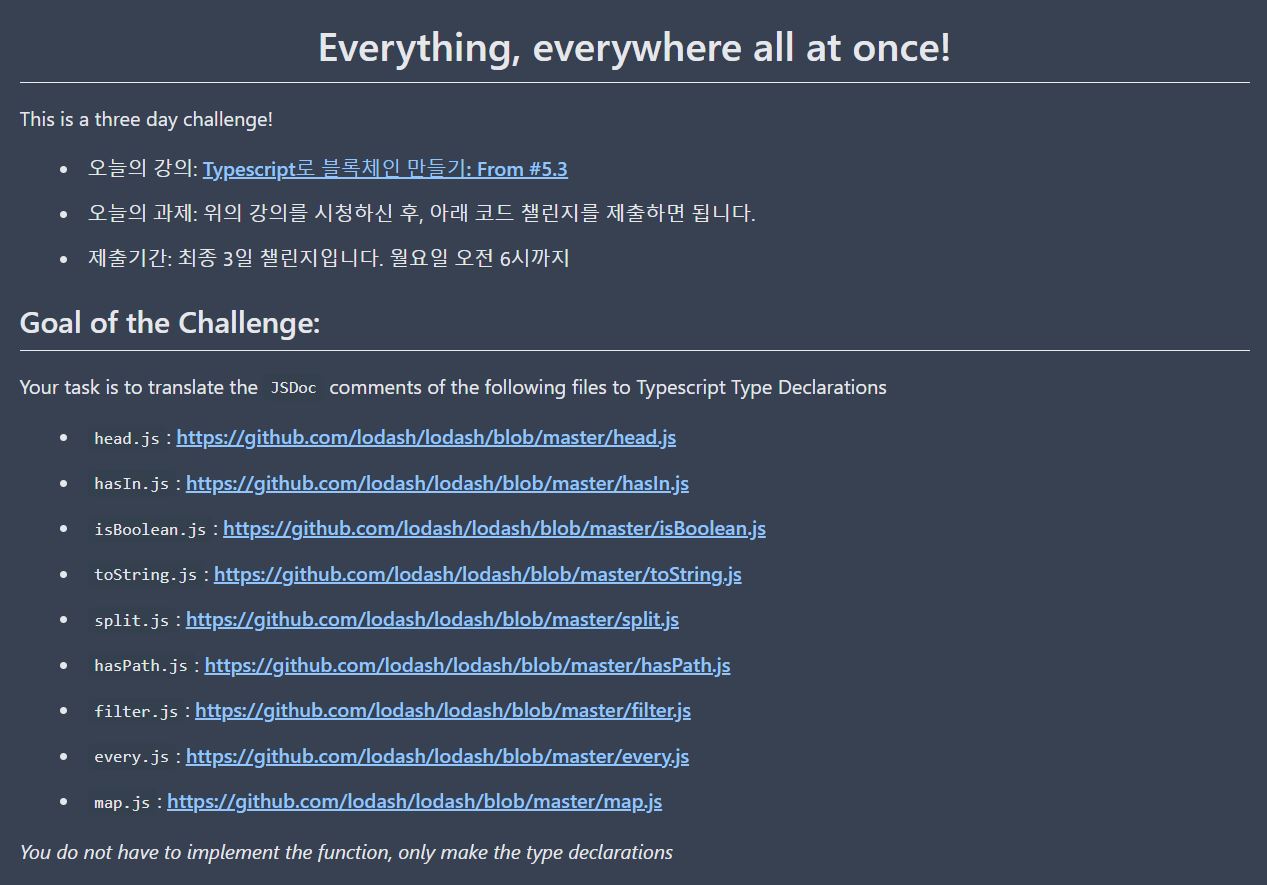 Everything, everywhere all at once!
This is a three day challenge!
오늘의 강의: Typescript로 블록체인 만들기: From #5.3
오늘의 과제: 위의 강의를 시청하신 후, 아래 코드 챌린지를 제출하면 됩니다.
제출기간: 최종 3일 챌린지입니다. 월요일 오전 6시까지
Goal of the Challenge:
Your task is to translate the JSDoc comments of the following files to Typescript Type Declarations
head.js : https://github.com/lodash/lodash/blob/master/head.js
hasIn.js : https://github.com/lodash/lodash/blob/master/hasIn.js
isBoolean.js : https://github.com/lodash/lodash/blob/master/isBoolean.js
toString.js : https://github.com/lodash/lodash/blob/master/toString.js
split.js : https://github.com/lodash/lodash/blob/master/split.js
hasPath.js : https://github.com/lodash/lodash/blob/master/hasPath.js
filter.js : https://github.com/lodash/lodash/blob/master/filter.js
every.js : https://github.com/lodash/lodash/blob/master/every.js
map.js : https://github.com/lodash/lodash/blob/master/map.js
You do not have to implement the function, only make the type declarations